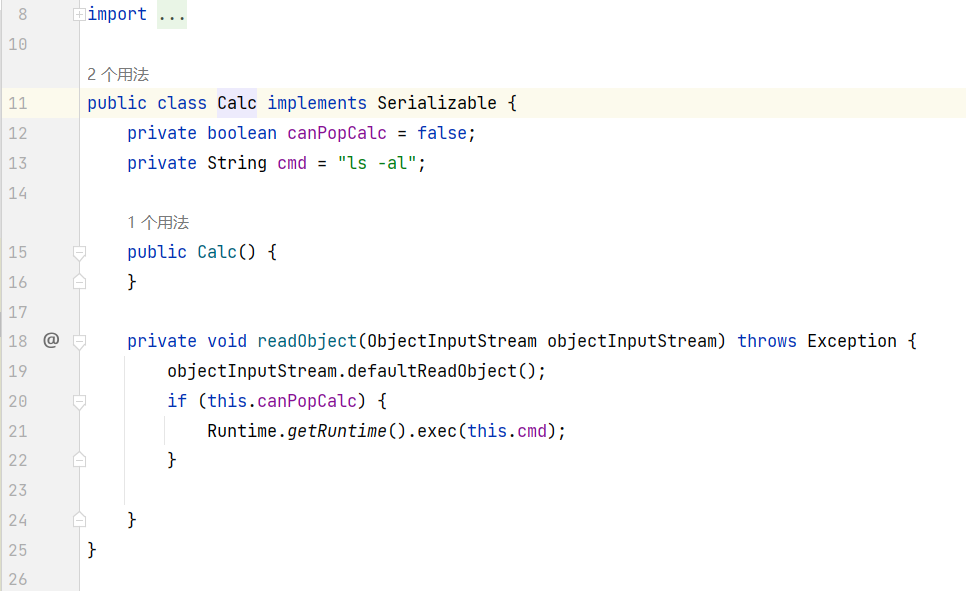 8 import ...
10
2 个用法
11 public class Calc implements Serializable {
12 private boolean canPopCalc = false;
13 private String cmd = "ls -al";
14
1 个用法
15 public Calc() {
16 }
17
18 @ private void readObject(ObjectInputStream objectInputStream) throws Exception {
19 objectInputStream.defaultReadObject();
20 if (this.canPopCalc) {
21 Runtime.getRuntime().exec(this.cmd);
22 }
23
24 }
25 }
26